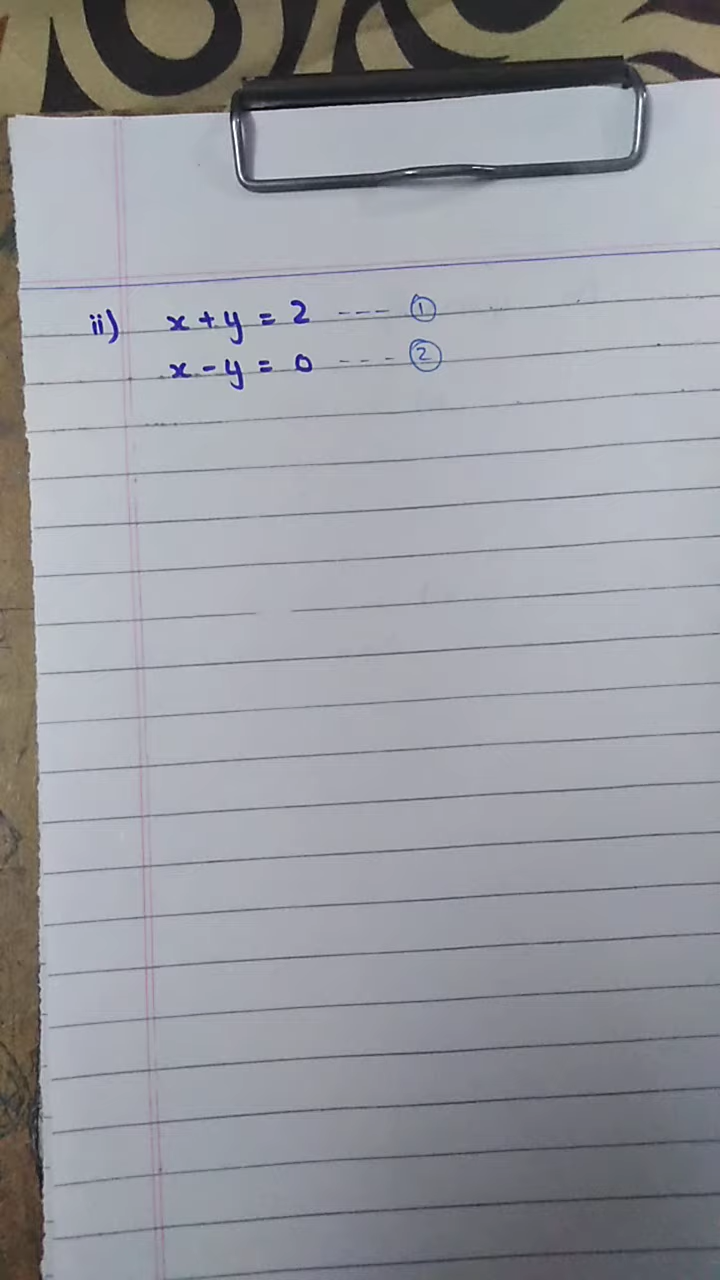 ii) x + y = 2 --- ①
x - y = 0 --- ②